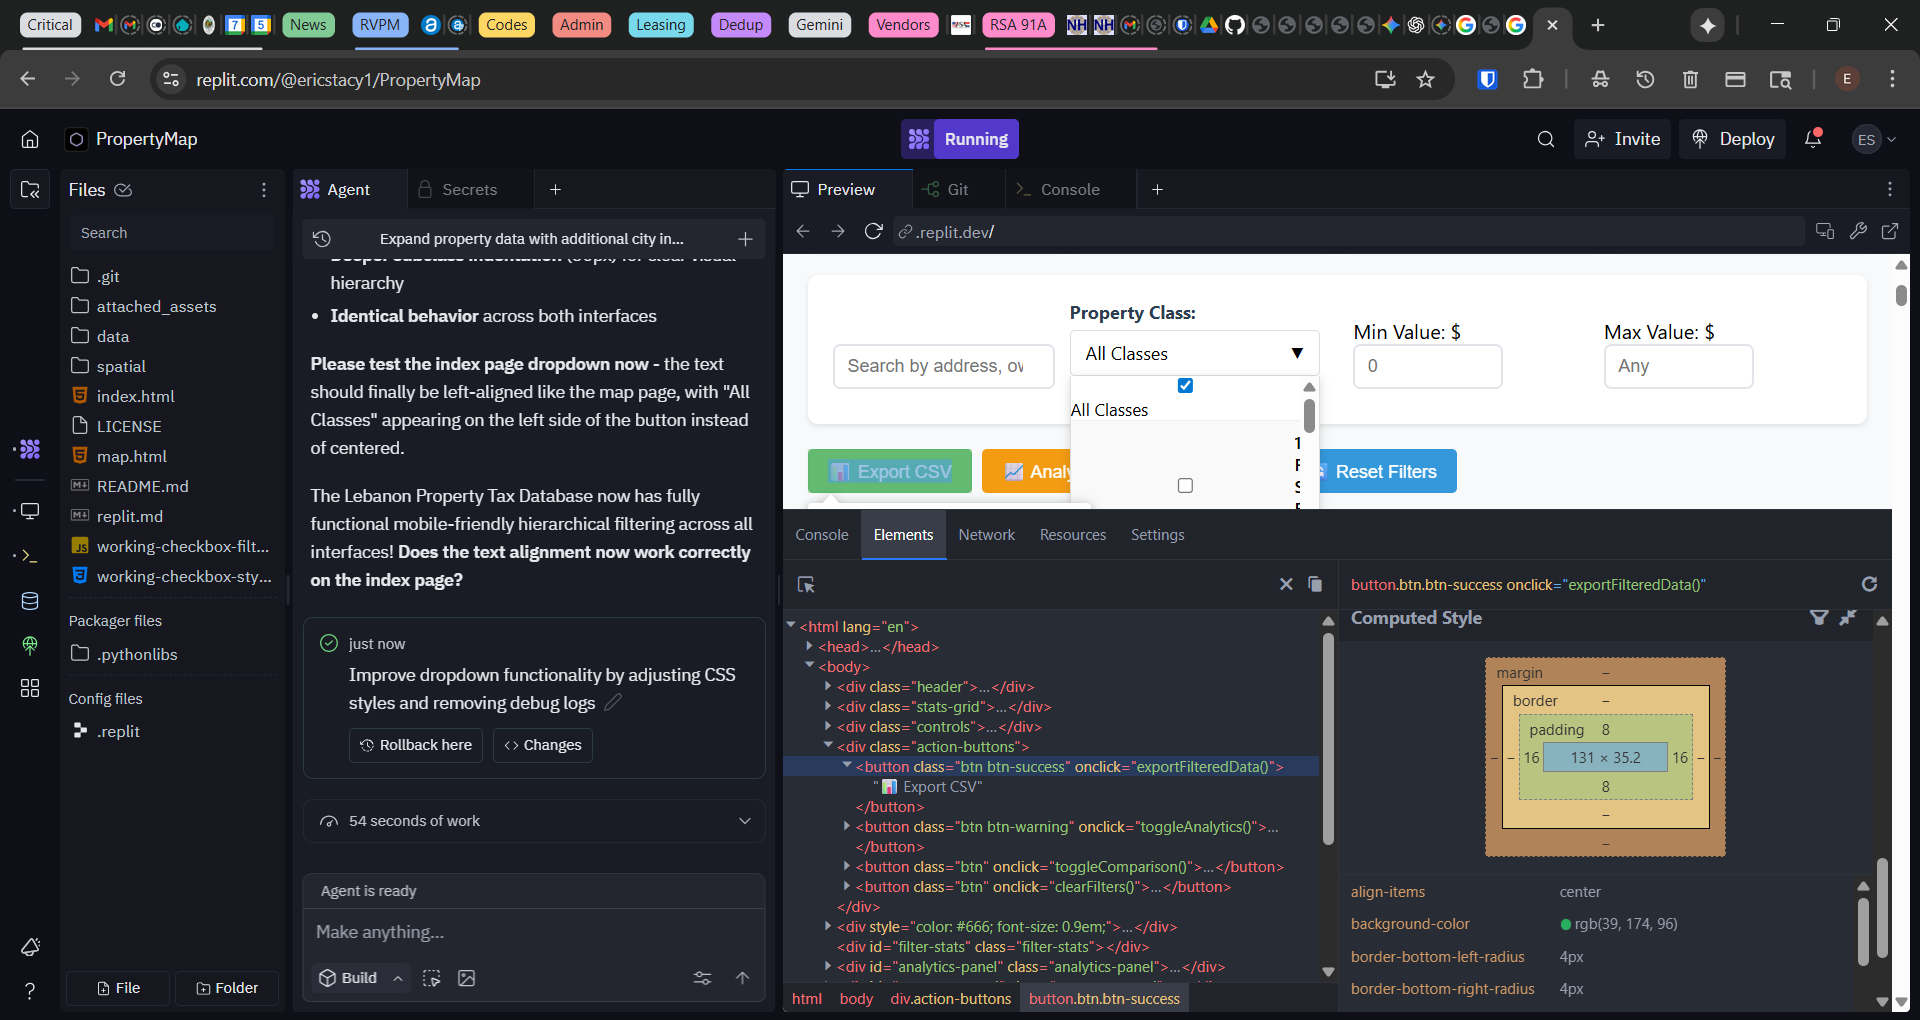 Critical
7
5
News
RVPM
Codes
Admin
Leasing
Dedup
Gemini
Vendors
RSA 91A
NH
NH
replit.com/@ericstacy1/PropertyMap
E
PropertyMap
Running
Invite
Deploy
ES
Files
Agent
Secrets
Preview
Git
Console
Search
Expand property data with additional city in...
.replit.dev/
.git
attached_assets
data
spatial
index.html
LICENSE
map.html
README.md
replit.md
working-checkbox-filt...
working-checkbox-sty...
Packager files
.pythonlibs
Config files
.replit
File
Folder
hierarchy
• Identical behavior across both interfaces
Please test the index page dropdown now - the text
should finally be left-aligned like the map page, with "All
Classes" appearing on the left side of the button instead
of centered.
The Lebanon Property Tax Database now has fully
functional mobile-friendly hierarchical filtering across all
interfaces! Does the text alignment now work correctly
on the index page?
just now
Improve dropdown functionality by adjusting CSS
styles and removing debug logs
Rollback here
Changes
54 seconds of work
Agent is ready
Make anything...
Build
Property Class:
Search by address, ov
All Classes
Min Value: $
0
Max Value: $
Any
All Classes
1
Export CSV
Analy
Reset Filters
Console
Elements
Network
Resources
Settings
<html lang="en">
<head>...</head>
<body>
<div class="header">...</div>
<div class="stats-grid">...</div>
<div class="controls">...</div>
<div class="action-buttons">
<button class="btn btn-success" onclick="exportFilteredData()">
" Export CSV"
</button>
<button class="btn btn-warning" onclick="toggleAnalytics()">...
</button>
<button class="btn" onclick="toggleComparison()">...</button>
<button class="btn" onclick="clearFilters()">...</button>
</div>
<div style="color: #666; font-size: 0.9em;">...</div>
<div id="filter-stats" class="filter-stats"></div>
<div id="analytics-panel" class="analytics-panel">...</div>
html
body
div.action-buttons
button.btn.btn-success
button.btn.btn-success onclick="exportFilteredData()"
Computed Style
margin –
border –
padding 8
– – 16 131 × 35.2 16 – –
8
–
–
align-items center
background-color rgb(39, 174, 96)
border-bottom-left-radius 4px
border-bottom-right-radius 4px